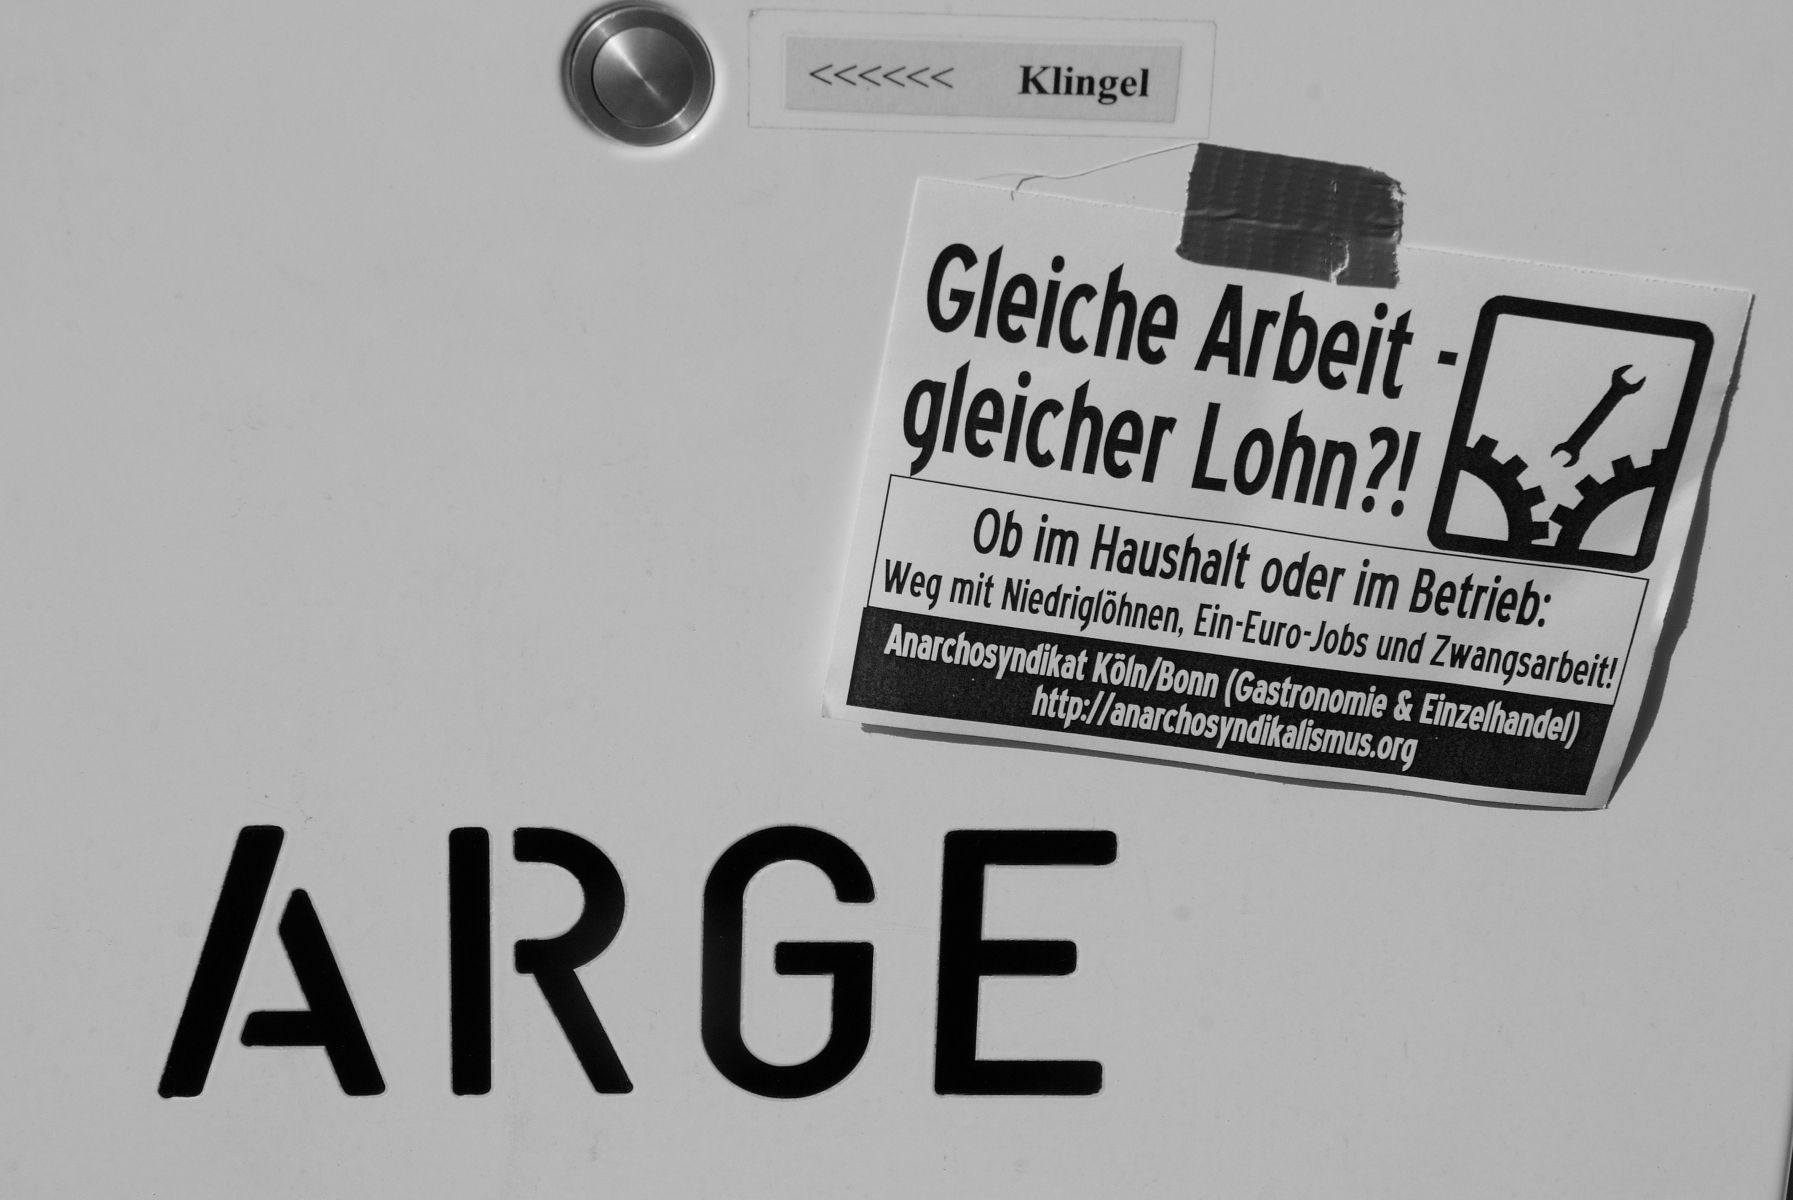 <<<<<< Klingel
Gleiche Arbeit -
gleicher Lohn?!
Ob im Haushalt oder im Betrieb:
Weg mit Niedriglöhnen, Ein-Euro-Jobs und Zwangsarbeit!
Anarchosyndikat Köln/Bonn (Gastronomie & Einzelhandel)
http://anarchosyndikalismus.org
ARGE